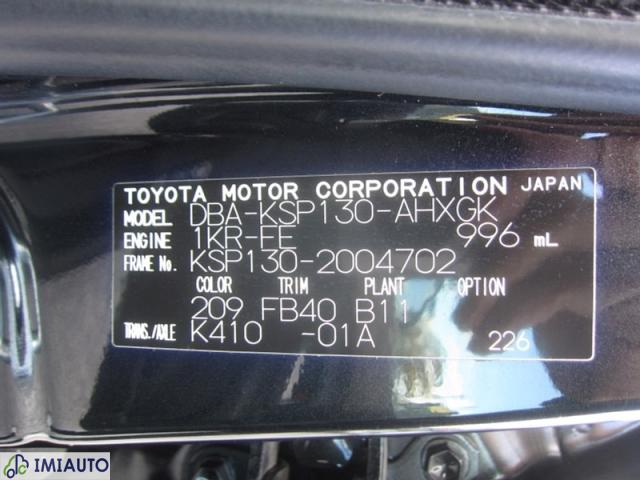 TOYOTA MOTOR CORPORATION JAPAN
MODEL DBA-KSP130-AHXGK
ENGINE 1KR-FE 996 mL
FRAME No. KSP130-2004702
COLOR TRIM PLANT OPTION
209 FB40 B11
TRANS./AXLE K410 -01A 226
IMIAUTO